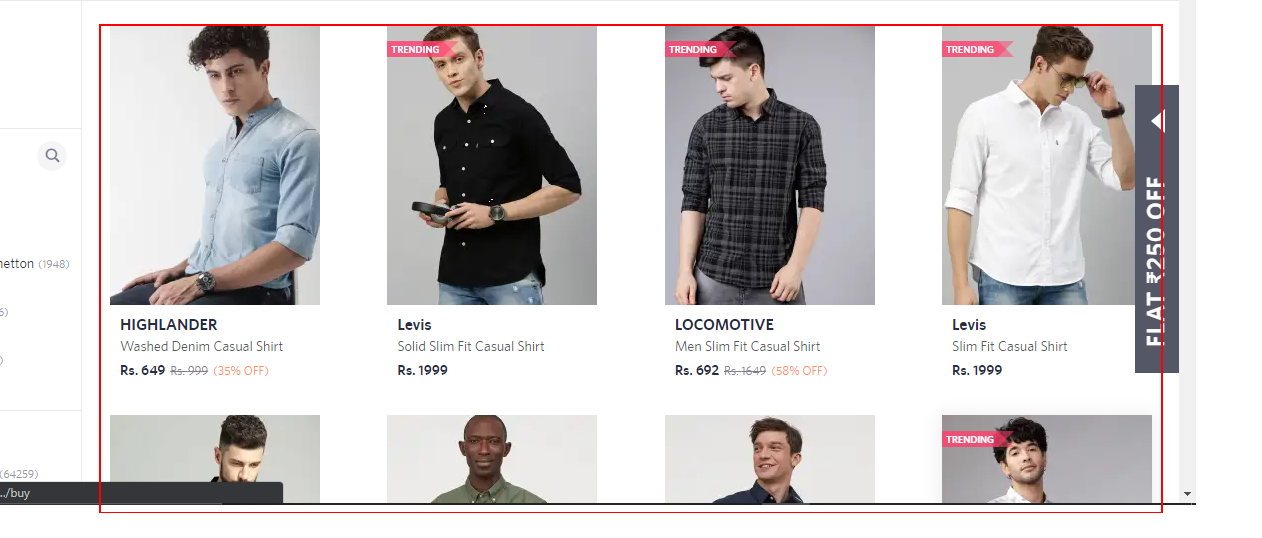 TRENDING
TRENDING
TRENDING
FLAT ₹250 OFF
(1948)
HIGHLANDER
Washed Denim Casual Shirt
Rs. 649 Rs. 999 (35% OFF)
Levis
Solid Slim Fit Casual Shirt
Rs. 1999
LOCOMOTIVE
Men Slim Fit Casual Shirt
Rs. 692 Rs. 1649 (58% OFF)
Levis
Slim Fit Casual Shirt
Rs. 1999
TRENDING
(64259)
../buy